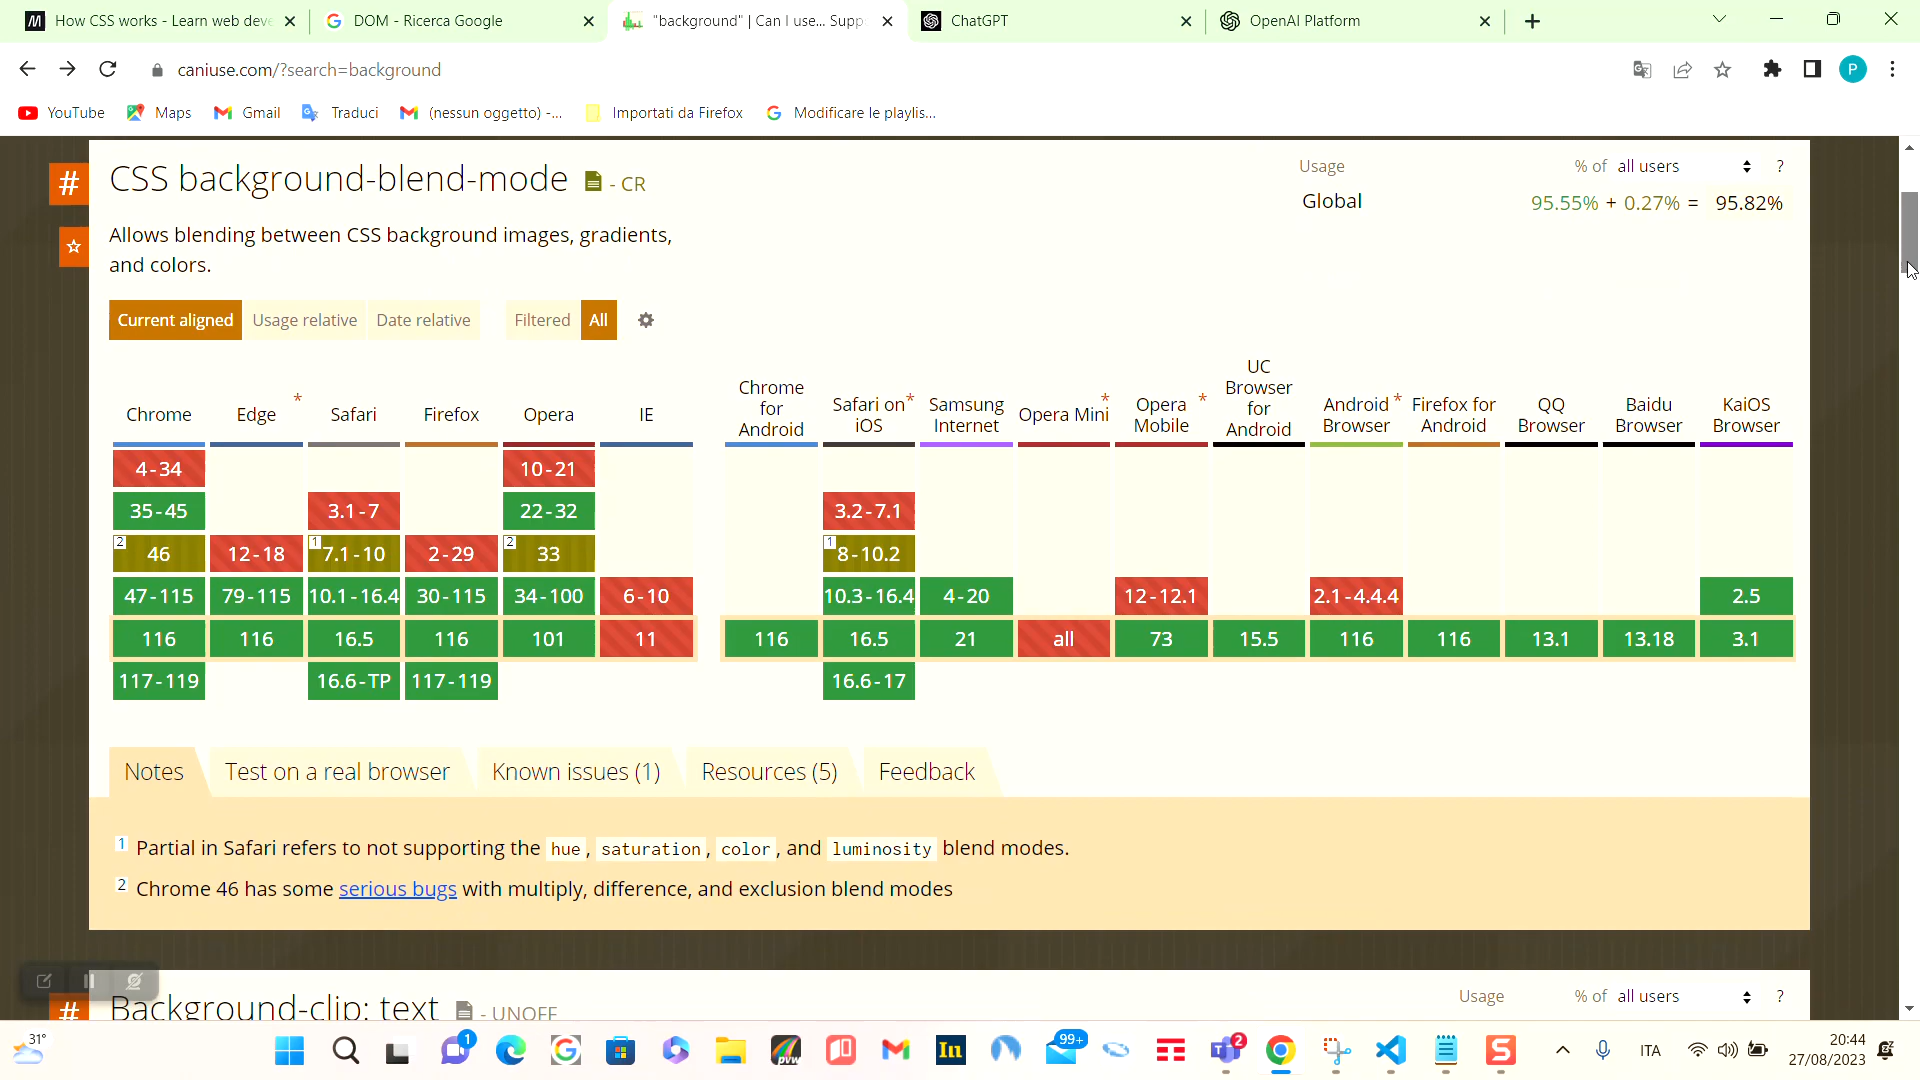 How CSS works - Learn web deve
DOM - Ricerca Google
"background" | Can I use... Supp
ChatGPT
OpenAI Platform
caniuse.com/?search=background
P
YouTube
Maps
Gmail
Traduci
(nessun oggetto) -...
Importati da Firefox
Modificare le playlis...
#
CSS background-blend-mode - CR
Usage
% of all users ?
Global
95.55% + 0.27% = 95.82%
Allows blending between CSS background images, gradients,
and colors.
Current aligned Usage relative Date relative Filtered All
Chrome Edge * Safari Firefox Opera IE
Chrome for Android
Safari on iOS *
Samsung Internet
Opera Mini *
Opera Mobile *
UC Browser for Android
Android Browser *
Firefox for Android
QQ Browser
Baidu Browser
KaiOS Browser
4-34 10-21
35-45 3.1-7 22-32 3.2-7.1
2 46 12-18 1 7.1-10 2-29 2 33 1 8-10.2
47-115 79-115 10.1-16.4 30-115 34-100 6-10 10.3-16.4 4-20 12-12.1 2.1-4.4.4 2.5
116 116 16.5 116 101 11 116 16.5 21 all 73 15.5 116 116 13.1 13.18 3.1
117-119 16.6-TP 117-119 16.6-17
Notes Test on a real browser Known issues (1) Resources (5) Feedback
1 Partial in Safari refers to not supporting the hue, saturation, color, and luminosity blend modes.
2 Chrome 46 has some serious bugs with multiply, difference, and exclusion blend modes
#
Background-clip: text - UNOFF
Usage % of all users ?
31°
1
pvw
In
99+
2
S
ITA
20:44
27/08/2023